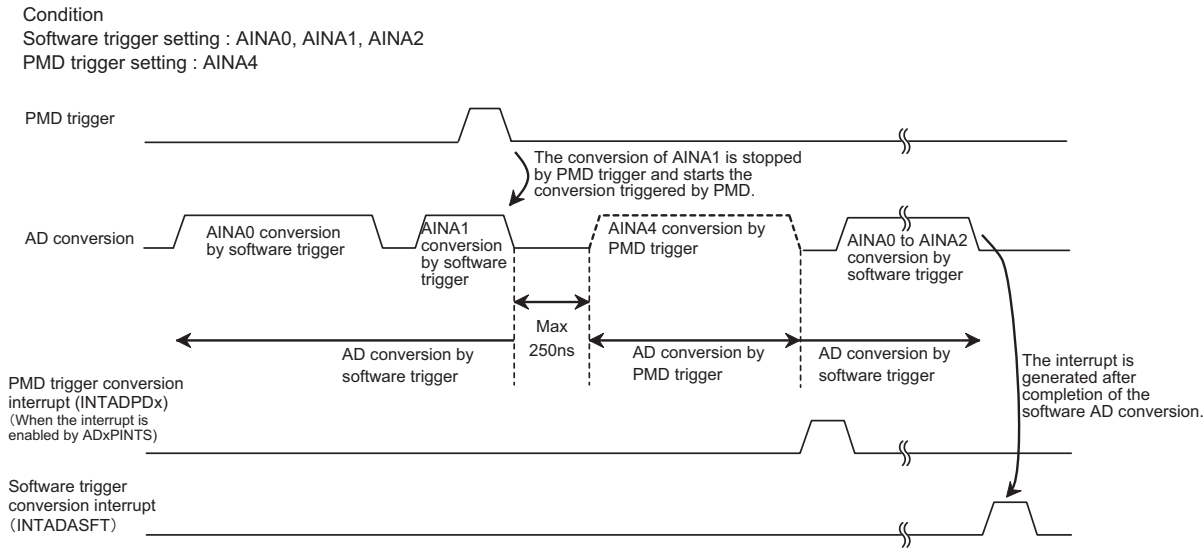 Condition
Software trigger setting : AINA0, AINA1, AINA2
PMD trigger setting : AINA4
PMD trigger
The conversion of AINA1 is stopped
by PMD trigger and starts the
conversion triggered by PMD.
AD conversion
AINA0 conversion
by software trigger
AINA1
conversion
by software
trigger
AINA4 conversion by
PMD trigger
AINA0 to AINA2
conversion by
software trigger
Max
250ns
AD conversion by
software trigger
AD conversion by
PMD trigger
AD conversion by
software trigger
The interrupt is
generated after
completion of the
software AD conversion.
PMD trigger conversion
interrupt (INTADPDx)
（When the interrupt is
enabled by ADxPINTS）
Software trigger
conversion interrupt
（INTADASFT）